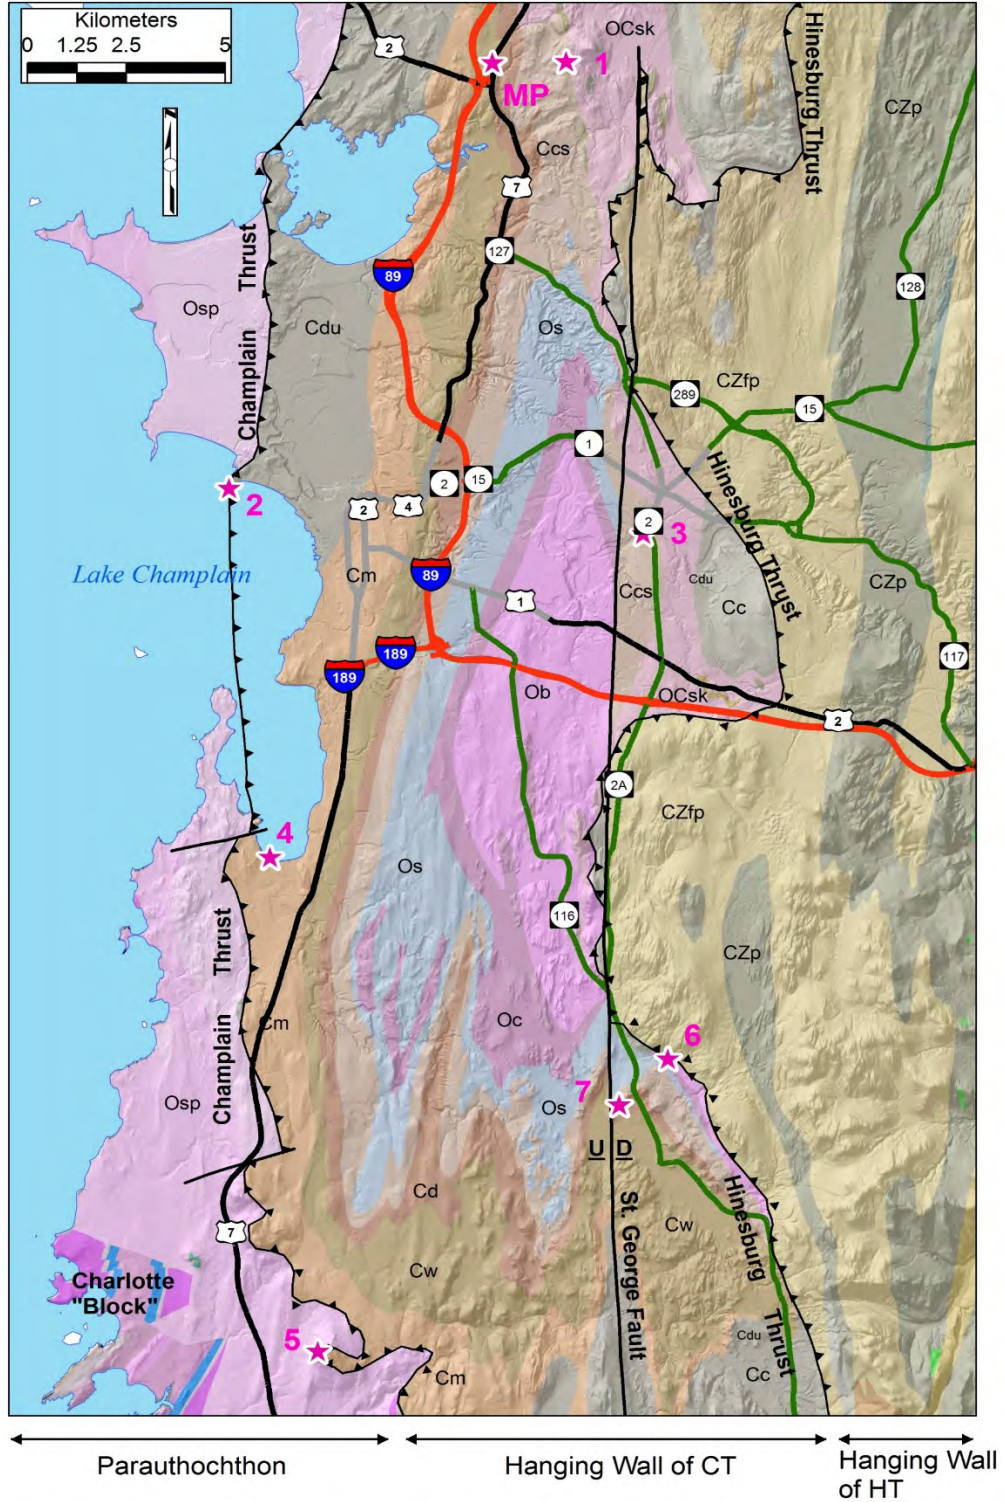 Kilometers
0 1.25 2.5 5
2
MP
1
OCsk
Hinesburg Thrust
CZp
Ccs
7
127
89
128
Champlain Thrust
Osp
Cdu
Os
CZfp
289
15
1
2
15
2
4
Hinesburg Thrust
2
2
3
Lake Champlain
Cm
89
Ccs
Cdu
Cc
CZp
1
117
189
189
Ob
OCsk
2
2A
CZfp
4
Os
116
CZp
Champlain Thrust
Cm
Oc
6
Osp
7
Os
U D
Cd
Hinesburg Thrust
St. George Fault
Cw
7
Cw
Charlotte
"Block"
5
Cdu
Cc
Cm
Parauthochthon
Hanging Wall of CT
Hanging Wall
of HT